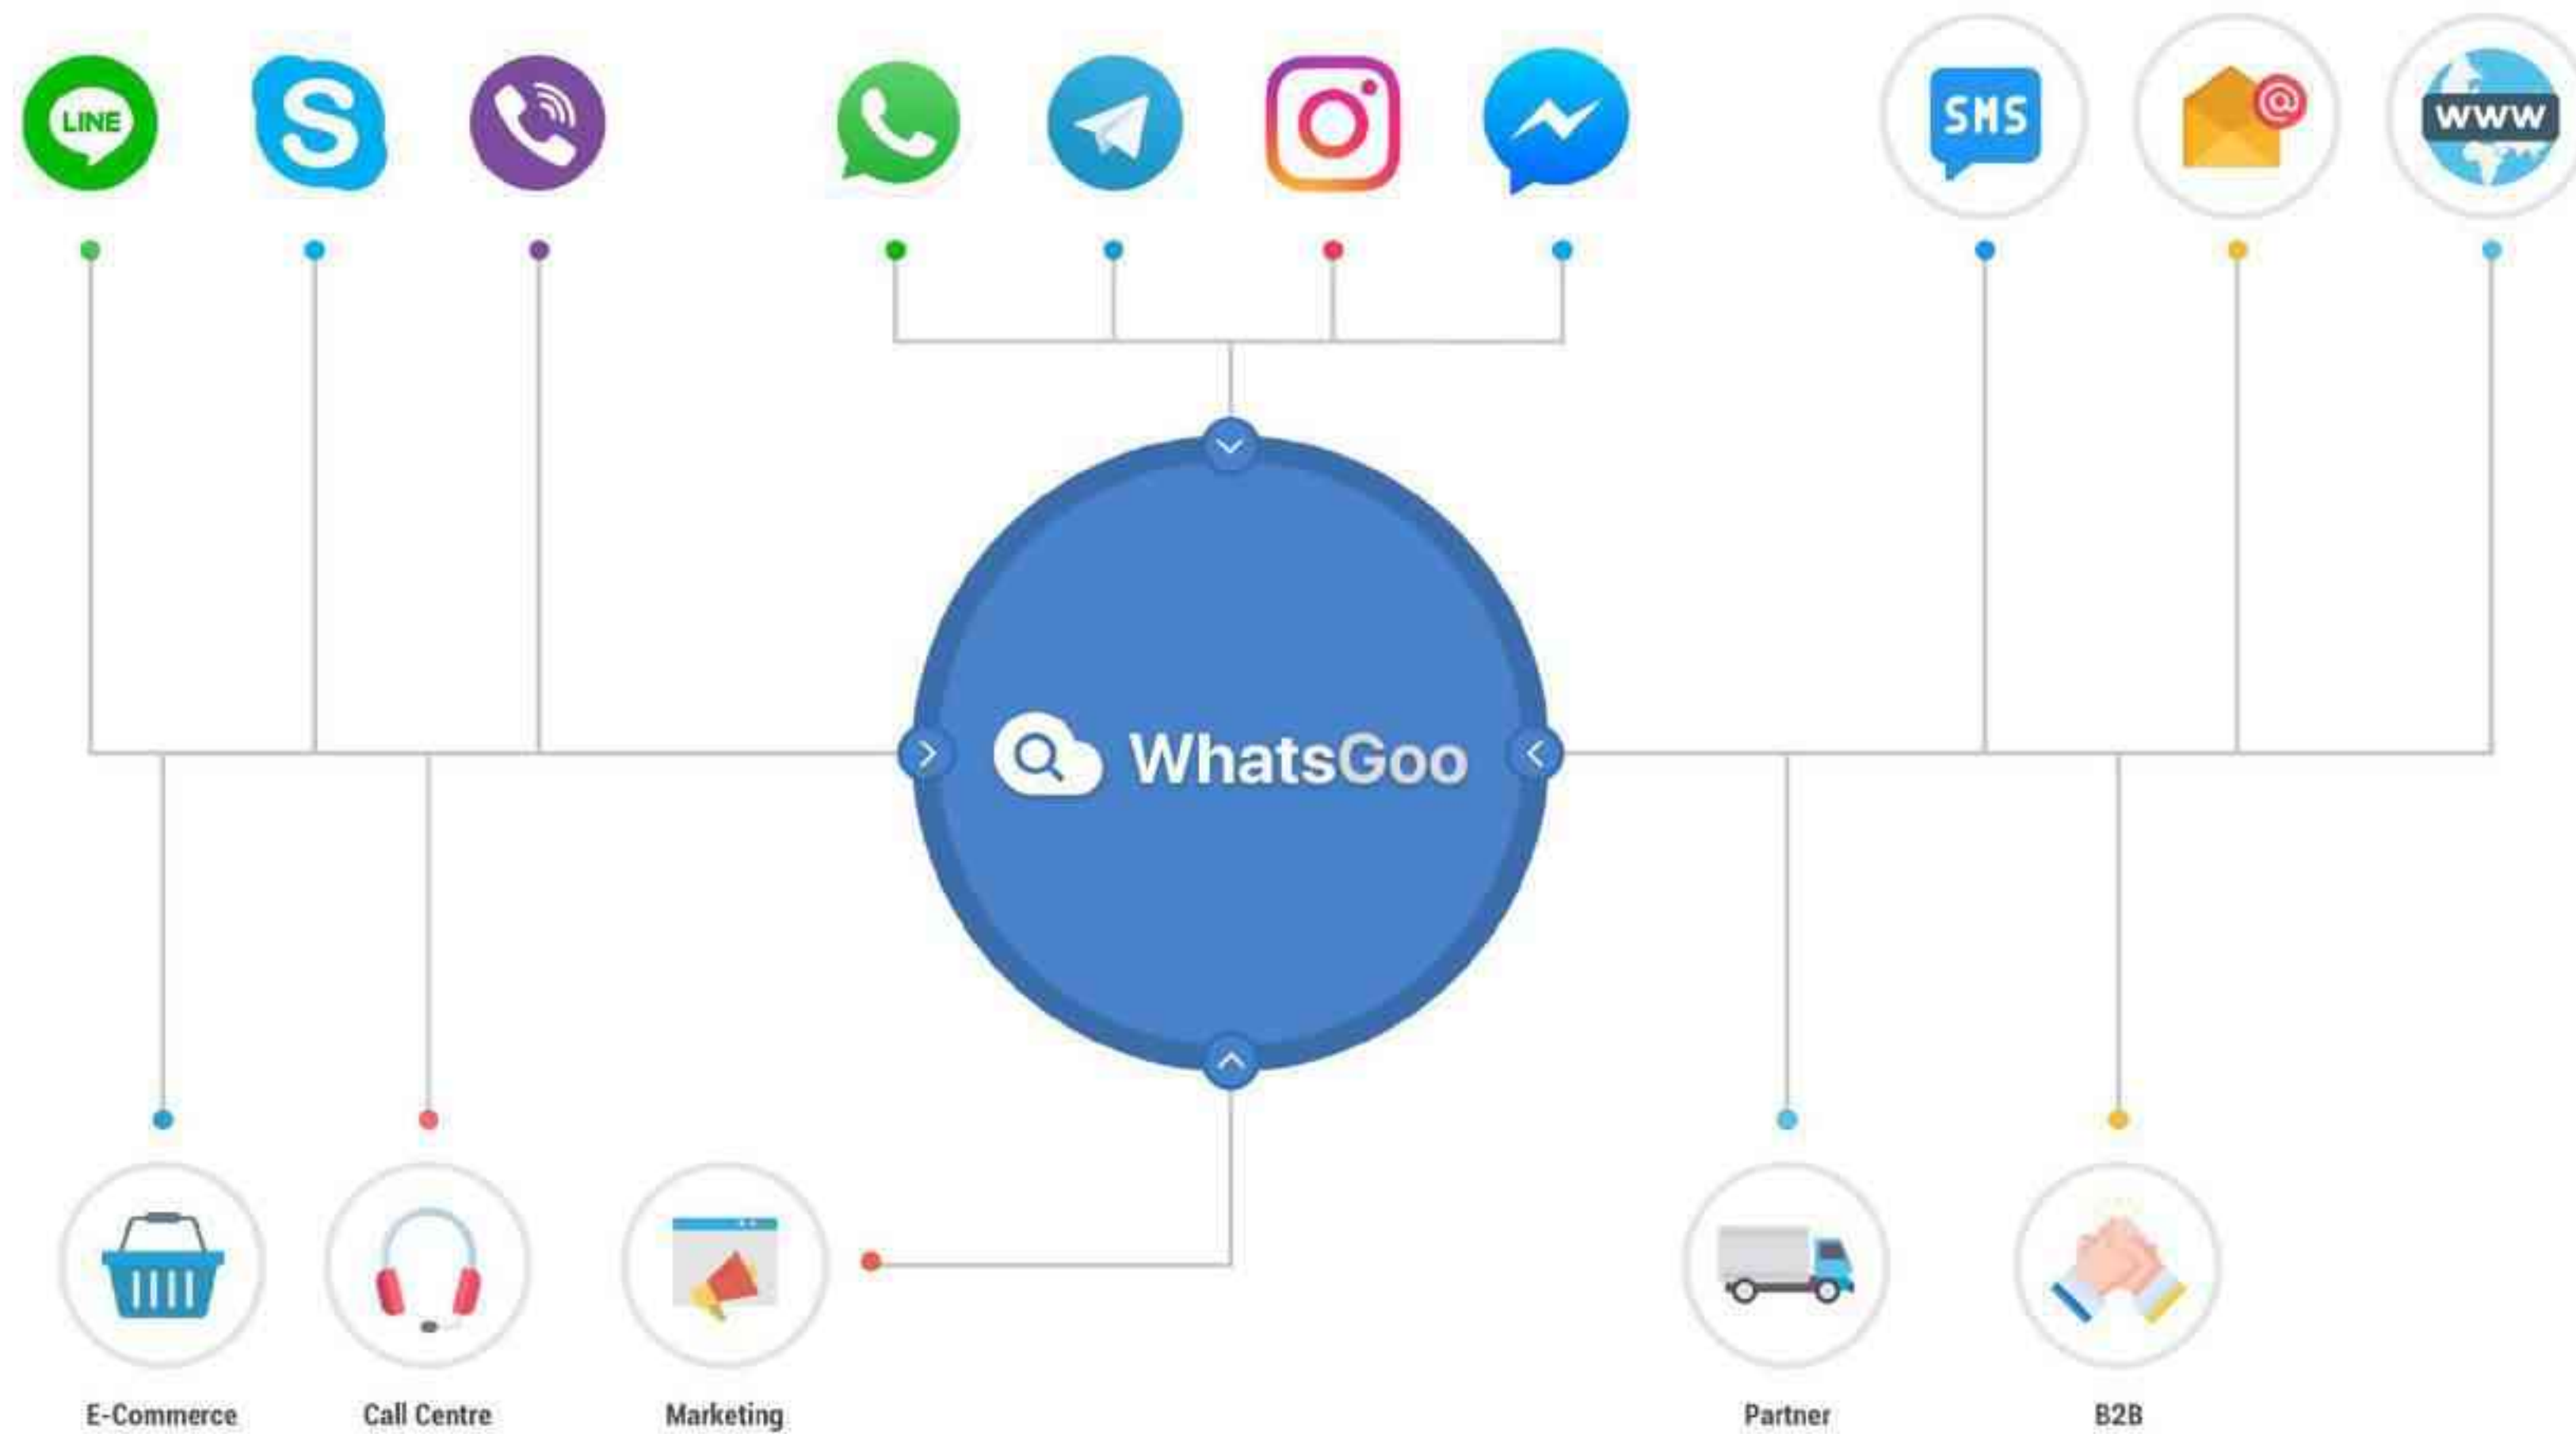 LINE
S
SMS
@
WWW
WhatsGoo
E-Commerce
Call Centre
Marketing
Partner
B2B